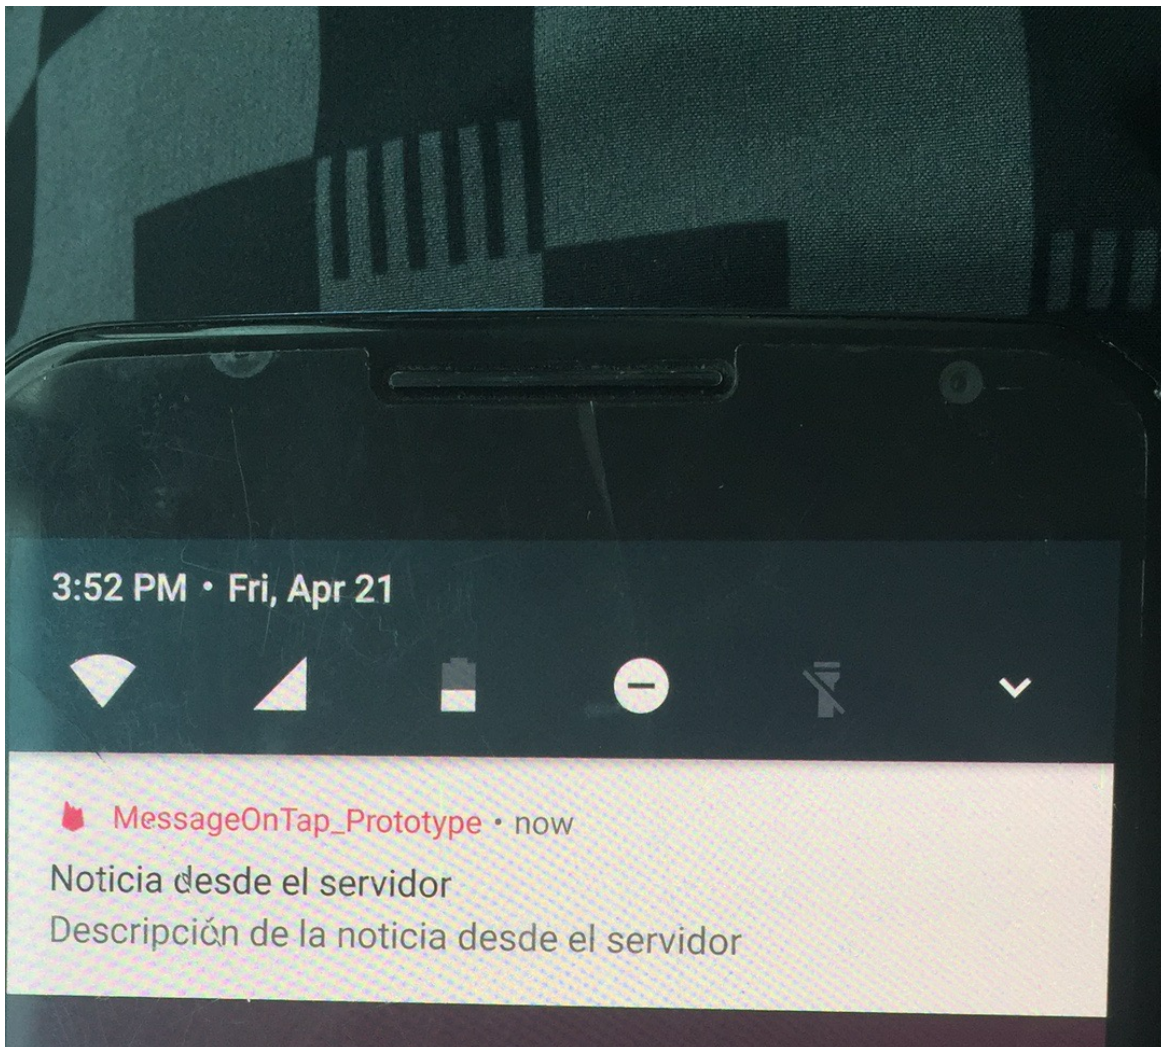 3:52 PM • Fri, Apr 21
MessageOnTap_Prototype • now
Noticia desde el servidor
Descripción de la noticia desde el servidor